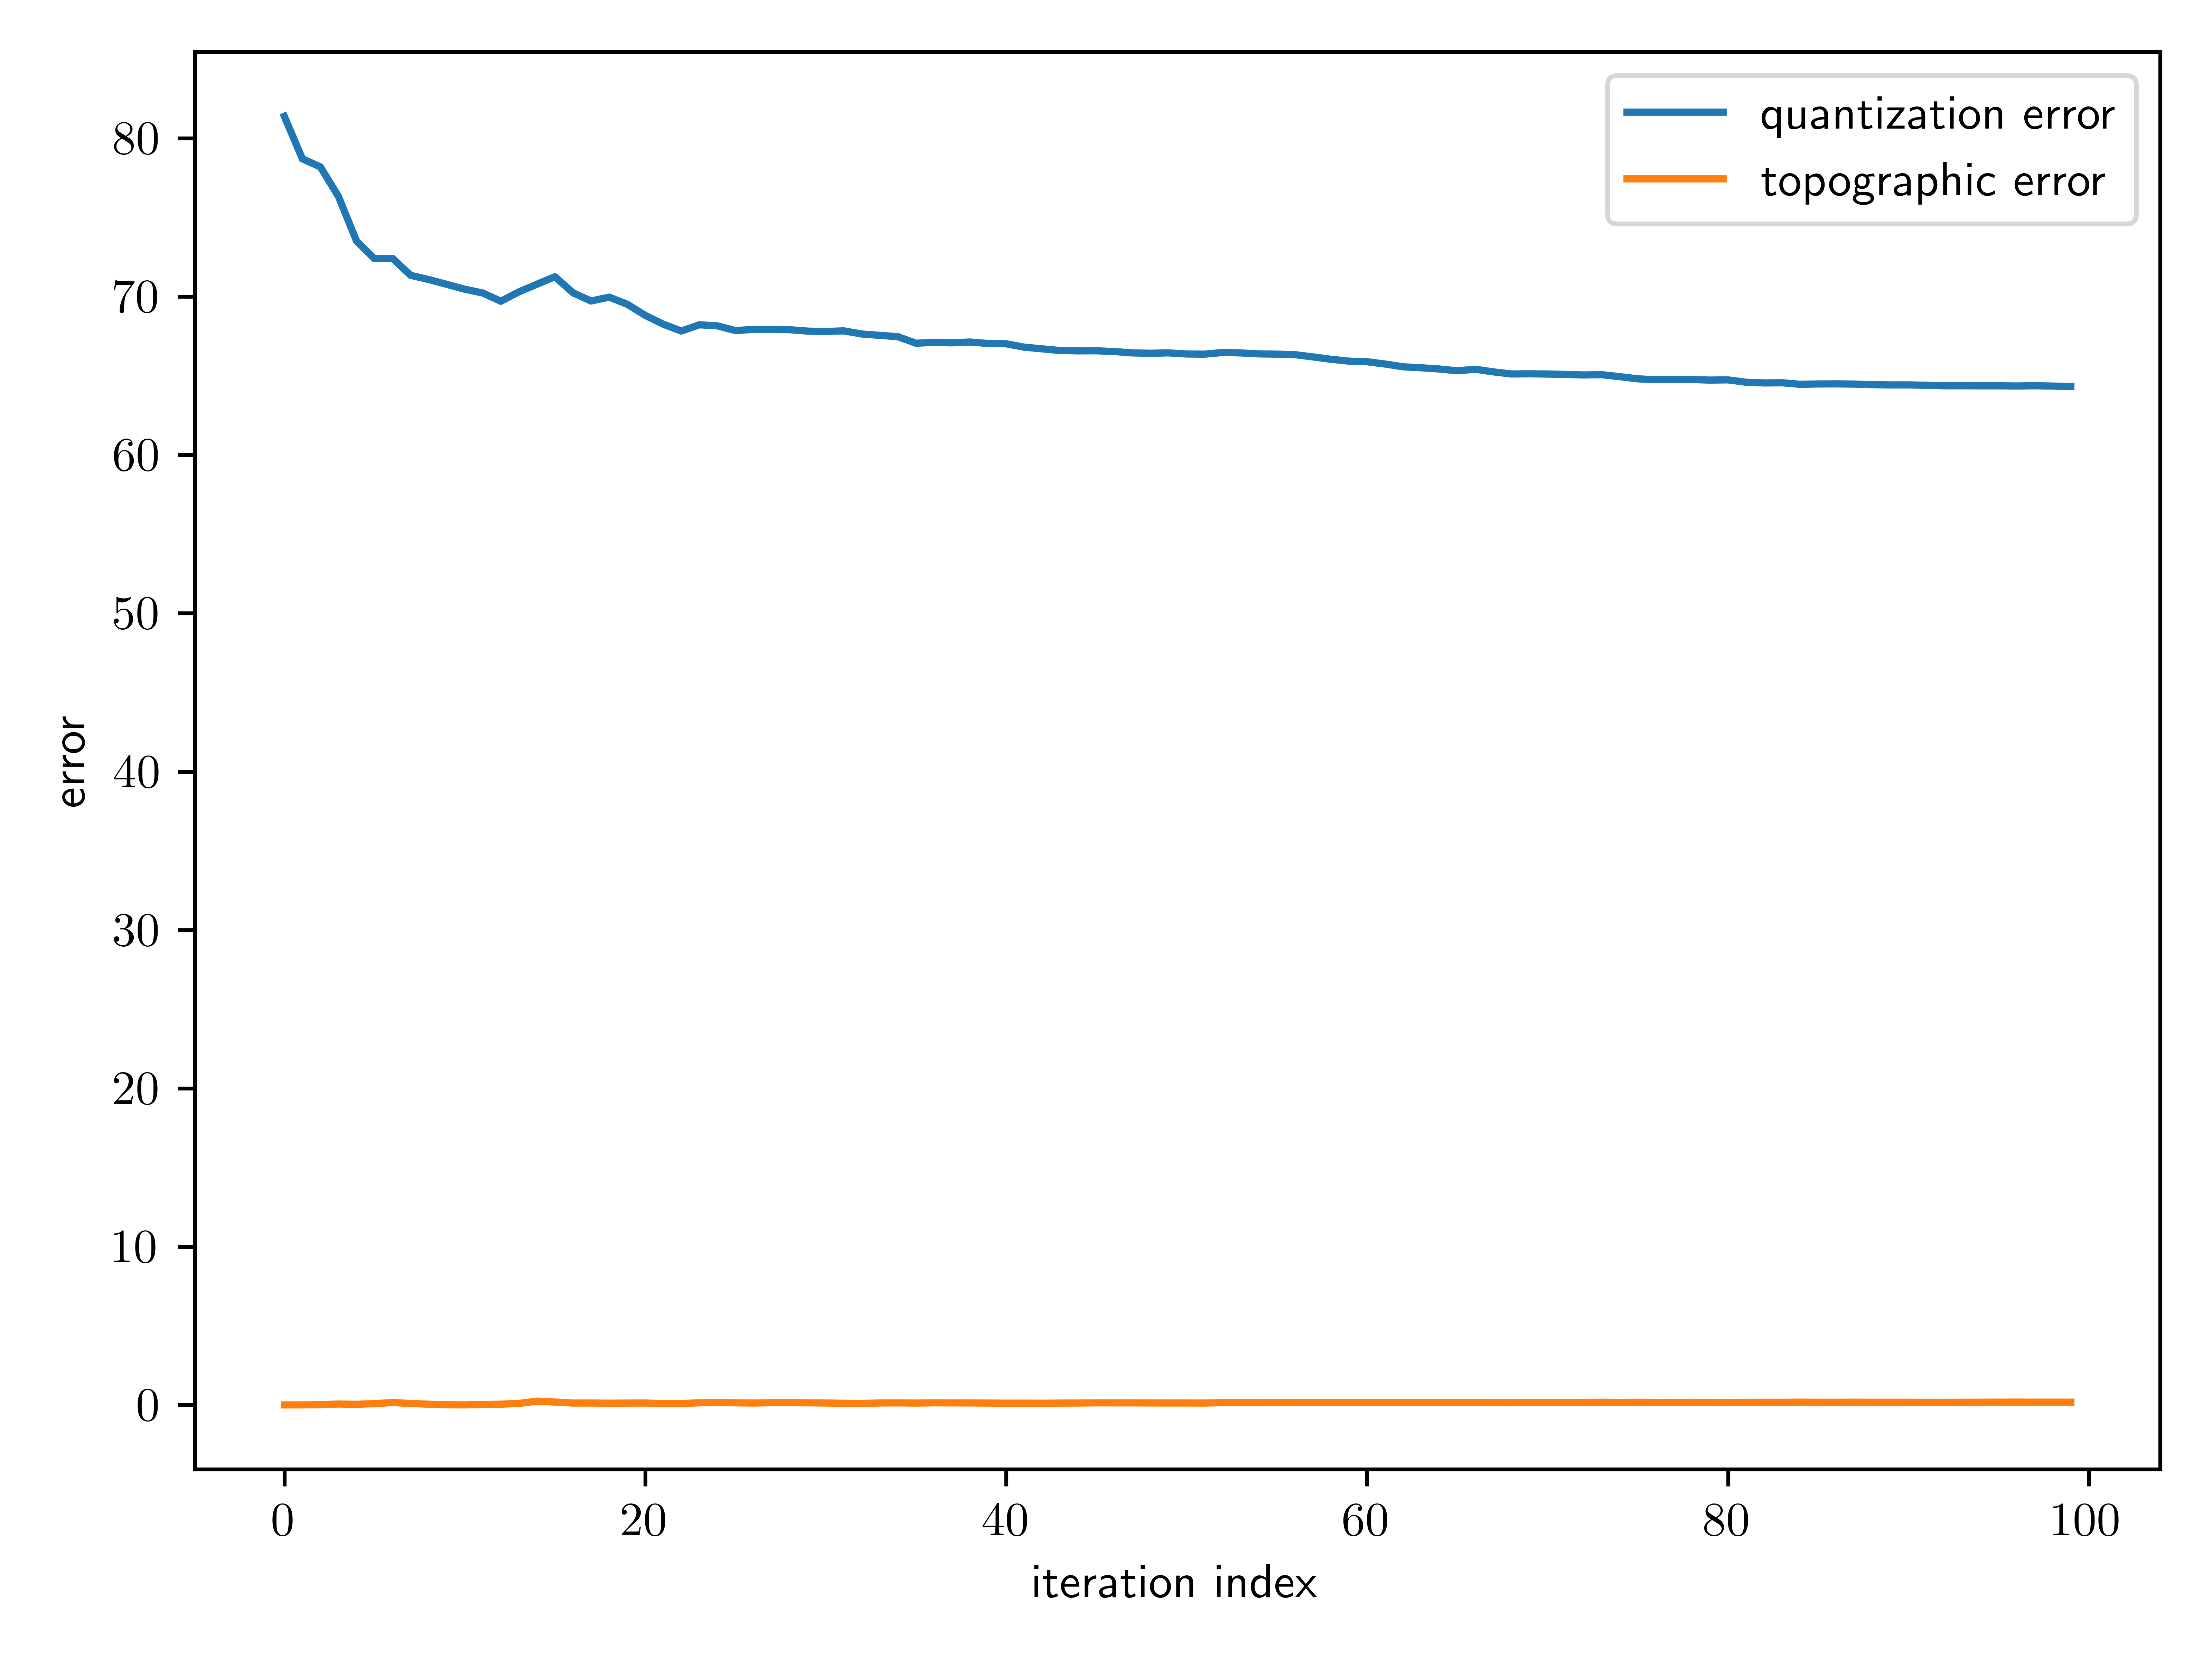 quantization error
topographic error
80
70
60
50
40
30
20
10
0
error
0 20 40 60 80 100
iteration index